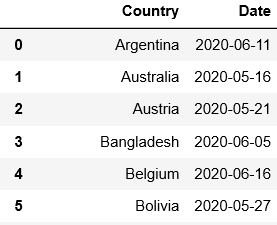 Country Date
0 Argentina 2020-06-11
1 Australia 2020-05-16
2 Austria 2020-05-21
3 Bangladesh 2020-06-05
4 Belgium 2020-06-16
5 Bolivia 2020-05-27